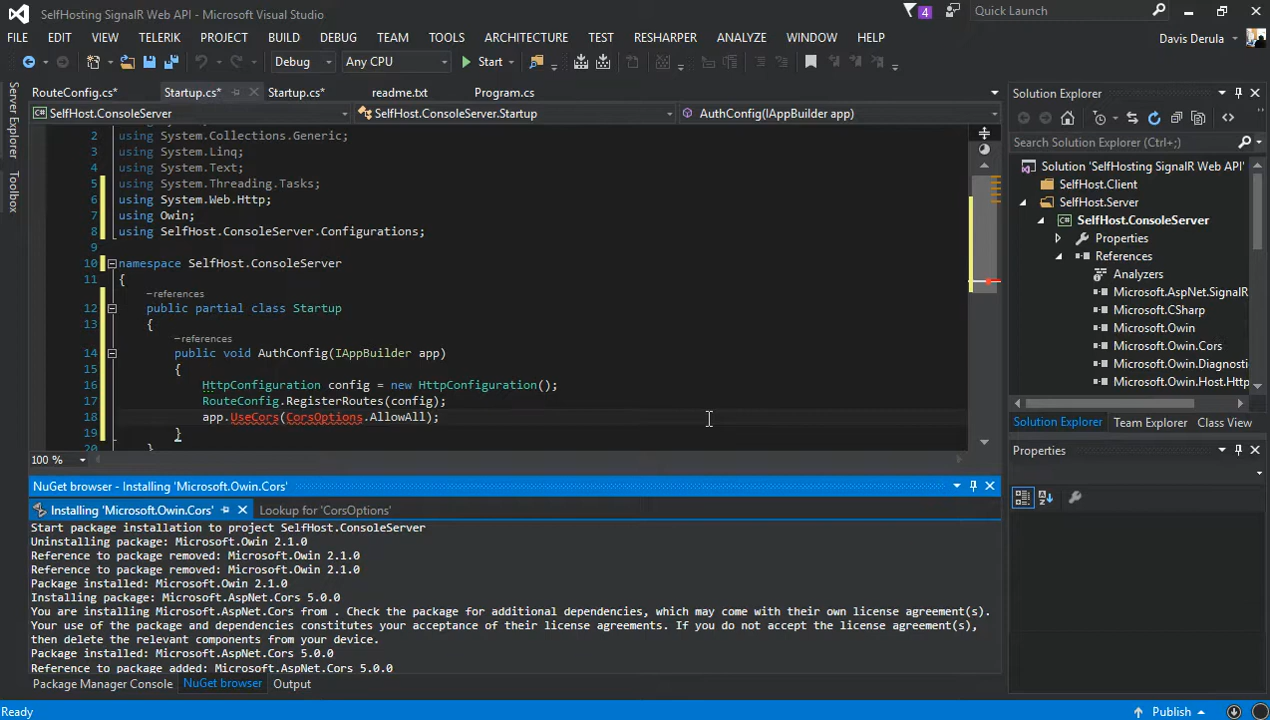 SelfHosting SignalR Web API - Microsoft Visual Studio
4
Quick Launch
FILE EDIT VIEW TELERIK PROJECT BUILD DEBUG TEAM TOOLS ARCHITECTURE TEST RESHARPER ANALYZE WINDOW HELP
Davis Derula
Debug Any CPU Start
RouteConfig.cs* Startup.cs* Startup.cs* readme.txt Program.cs
SelfHost.ConsoleServer SelfHost.ConsoleServer.Startup AuthConfig(IAppBuilder app)
Server Explorer
Toolbox
2 using System.Collections.Generic;
3 using System.Linq;
4 using System.Text;
5 using System.Threading.Tasks;
6 using System.Web.Http;
7 using Owin;
8 using SelfHost.ConsoleServer.Configurations;
9
10 namespace SelfHost.ConsoleServer
11 {
-references
12 public partial class Startup
13 {
-references
14 public void AuthConfig(IAppBuilder app)
15 {
16 HttpConfiguration config = new HttpConfiguration();
17 RouteConfig.RegisterRoutes(config);
18 app.UseCors(CorsOptions.AllowAll);
19 }
20 }
100 %
NuGet browser - Installing 'Microsoft.Owin.Cors'
Installing 'Microsoft.Owin.Cors' Lookup for 'CorsOptions'
Start package installation to project SelfHost.ConsoleServer
Uninstalling package: Microsoft.Owin 2.1.0
Reference to package removed: Microsoft.Owin 2.1.0
Reference to package removed: Microsoft.Owin 2.1.0
Package installed: Microsoft.Owin 2.1.0
Installing package: Microsoft.AspNet.Cors 5.0.0
You are installing Microsoft.AspNet.Cors from . Check the package for additional dependencies, which may come with their own license agreement(s).
Your use of the package and dependencies constitutes your acceptance of their license agreements. If you do not accept the license agreement(s),
then delete the relevant components from your device.
Package installed: Microsoft.AspNet.Cors 5.0.0
Reference to package added: Microsoft.AspNet.Cors 5.0.0
Package Manager Console NuGet browser Output
Solution Explorer
Search Solution Explorer (Ctrl+;)
Solution 'SelfHosting SignalR Web API'
SelfHost.Client
SelfHost.Server
SelfHost.ConsoleServer
Properties
References
Analyzers
Microsoft.AspNet.SignalR
Microsoft.CSharp
Microsoft.Owin
Microsoft.Owin.Cors
Microsoft.Owin.Diagnosti
Microsoft.Owin.Host.Http
Solution Explorer Team Explorer Class View
Properties
Ready
Publish